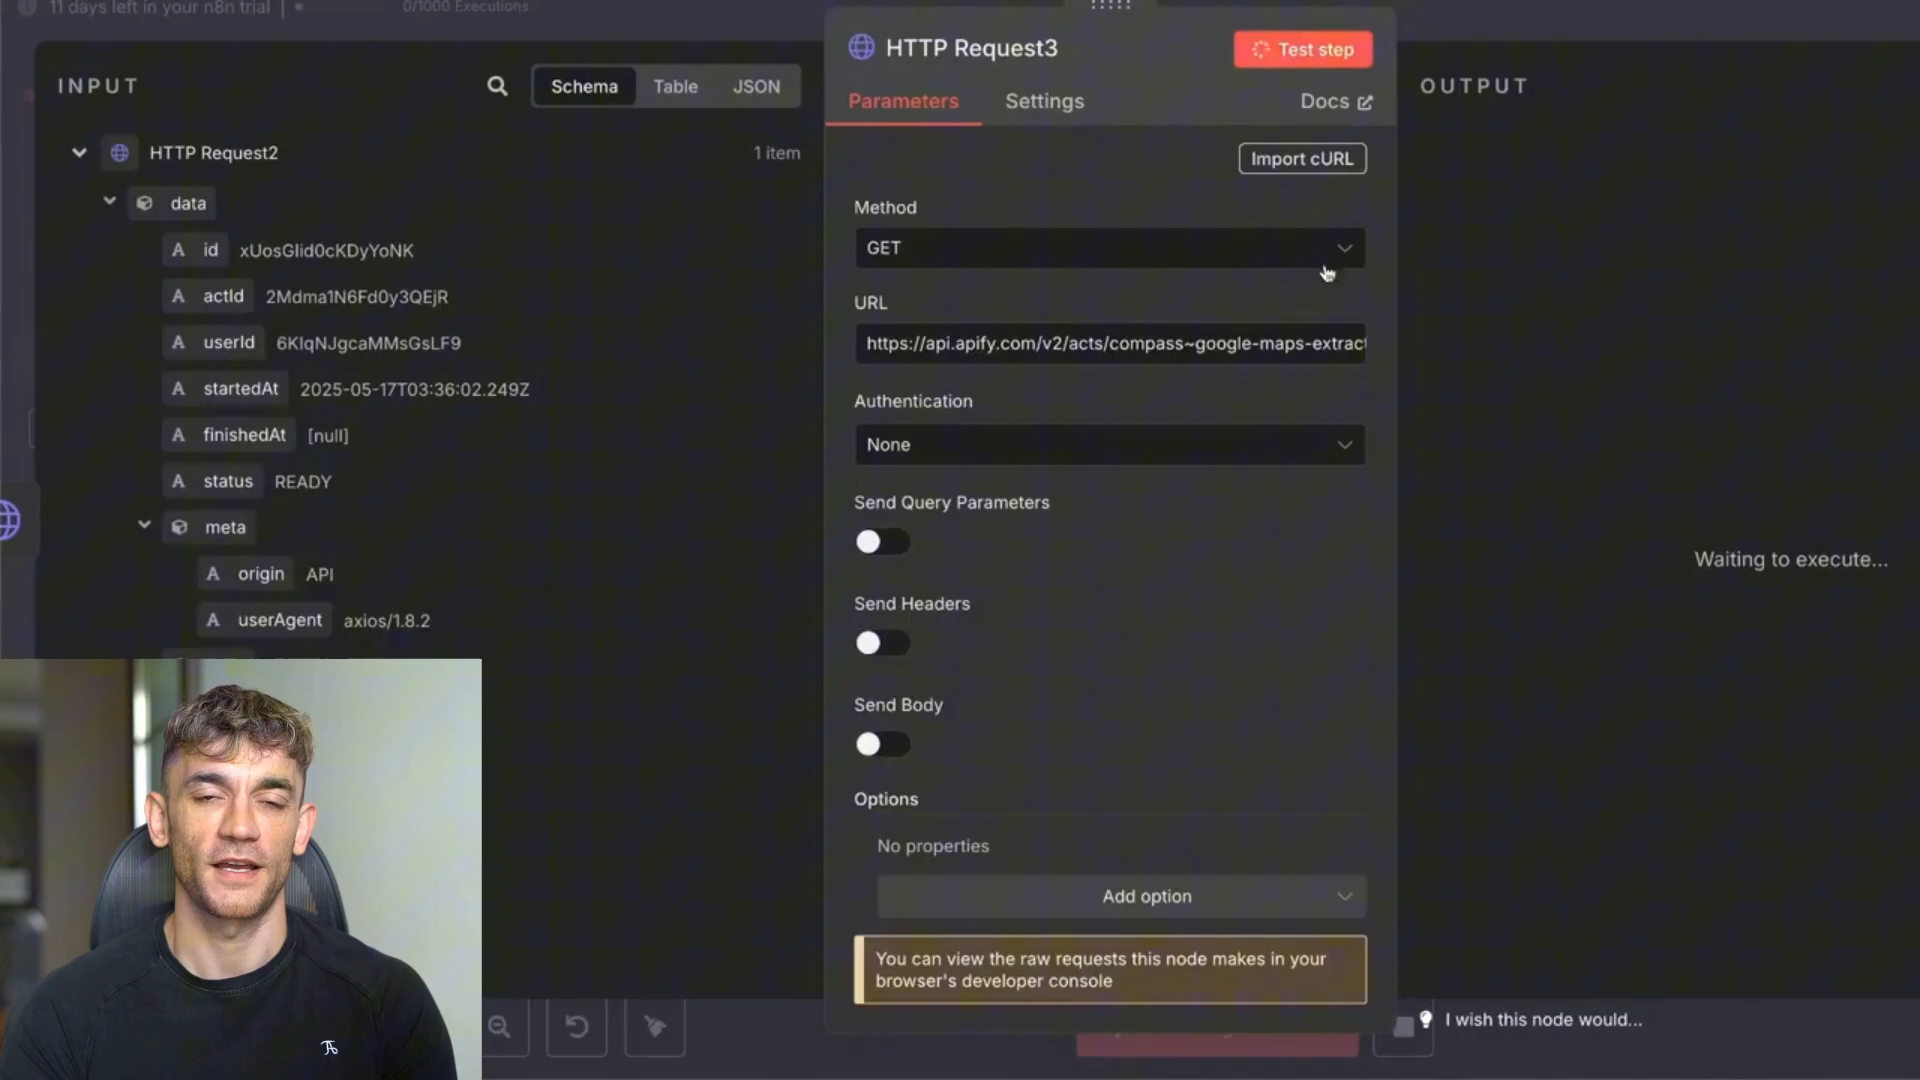 11 days left in your n8n trial
0/1000 Executions
INPUT
Schema
Table
JSON
HTTP Request2
1 item
data
A id xUosGlid0cKDyYoNK
A actId 2Mdma1N6Fd0y3QEjR
A userId 6KlqNJgcaMMsGsLF9
A startedAt 2025-05-17T03:36:02.249Z
A finishedAt [null]
A status READY
meta
A origin API
A userAgent axios/1.8.2
HTTP Request3
Test step
Parameters
Settings
Docs
Import cURL
Method
GET
URL
https://api.apify.com/v2/acts/compass~google-maps-extract
Authentication
None
Send Query Parameters
Send Headers
Send Body
Options
No properties
Add option
You can view the raw requests this node makes in your
browser's developer console
OUTPUT
Waiting to execute...
I wish this node would...